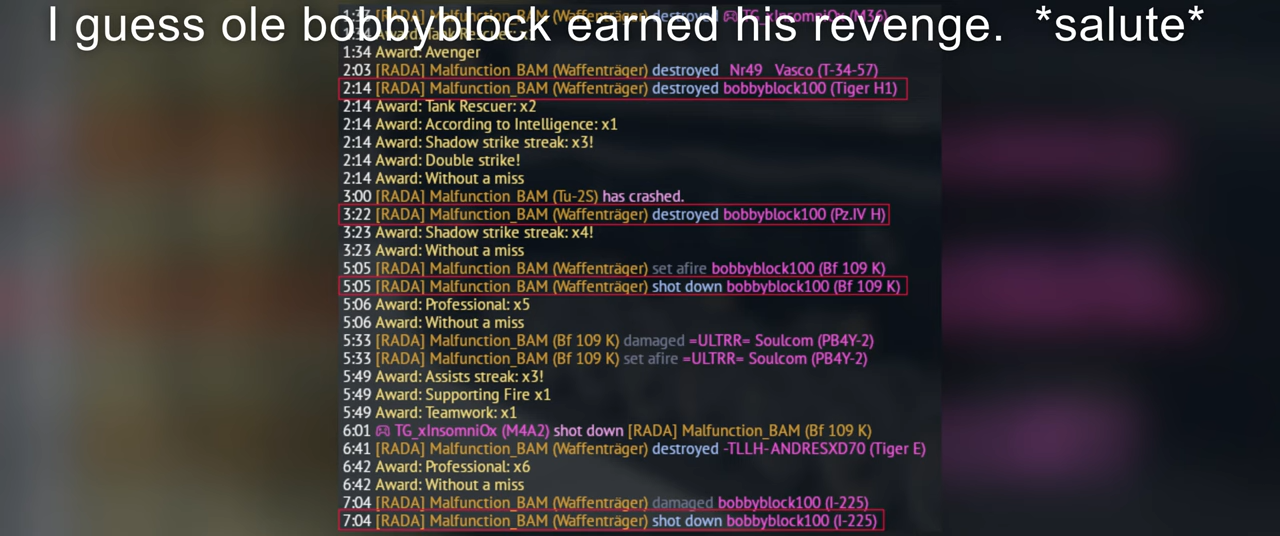 I guess ole bobbyblock earned his revenge. *salute*
destroyed TG_xInsomniOx (M36)
1:34 Award: Tank Rescuer: x1
1:34 Award: Avenger
2:03 [RADA] Malfunction_BAM (Waffenträger) destroyed _Nr49_ Vasco (T-34-57)
2:14 [RADA] Malfunction_BAM (Waffenträger) destroyed bobbyblock100 (Tiger H1)
2:14 Award: Tank Rescuer: x2
2:14 Award: According to Intelligence: x1
2:14 Award: Shadow strike streak: x3!
2:14 Award: Double strike!
2:14 Award: Without a miss
3:00 [RADA] Malfunction_BAM (Tu-2S) has crashed.
3:22 [RADA] Malfunction_BAM (Waffenträger) destroyed bobbyblock100 (Pz.IV H)
3:23 Award: Shadow strike streak: x4!
3:23 Award: Without a miss
5:05 [RADA] Malfunction_BAM (Waffenträger) set afire bobbyblock100 (Bf 109 K)
5:05 [RADA] Malfunction_BAM (Waffenträger) shot down bobbyblock100 (Bf 109 K)
5:06 Award: Professional: x5
5:06 Award: Without a miss
5:33 [RADA] Malfunction_BAM (Bf 109 K) damaged =ULTRR= Soulcom (PB4Y-2)
5:33 [RADA] Malfunction_BAM (Bf 109 K) set afire =ULTRR= Soulcom (PB4Y-2)
5:49 Award: Assists streak: x3!
5:49 Award: Supporting Fire x1
5:49 Award: Teamwork: x1
6:01 TG_xInsomniOx (M4A2) shot down [RADA] Malfunction_BAM (Bf 109 K)
6:41 [RADA] Malfunction_BAM (Waffenträger) destroyed -TLLH- ANDRESXD70 (Tiger E)
6:42 Award: Professional: x6
6:42 Award: Without a miss
7:04 [RADA] Malfunction_BAM (Waffenträger) damaged bobbyblock100 (I-225)
7:04 [RADA] Malfunction_BAM (Waffenträger) shot down bobbyblock100 (I-225)